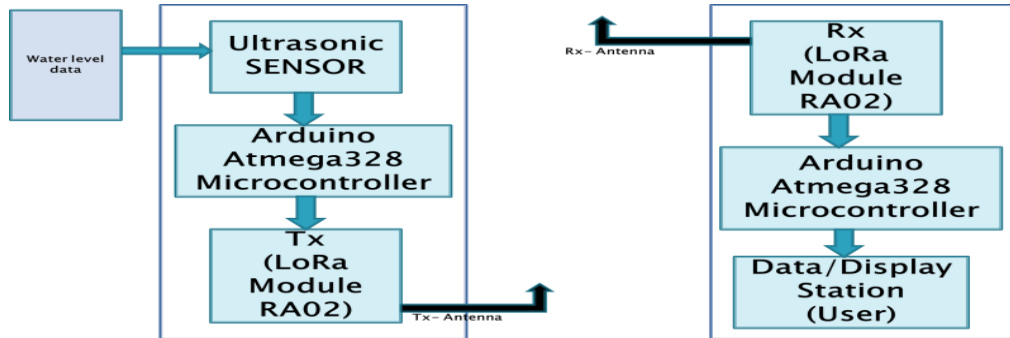 Water level
data
Ultrasonic
SENSOR
Arduino
Atmega328
Microcontroller
Tx
(LoRa
Module
RA02)
Tx- Antenna
Rx- Antenna
Rx
(LoRa
Module
RA02)
Arduino
Atmega328
Microcontroller
Data/Display
Station
(User)